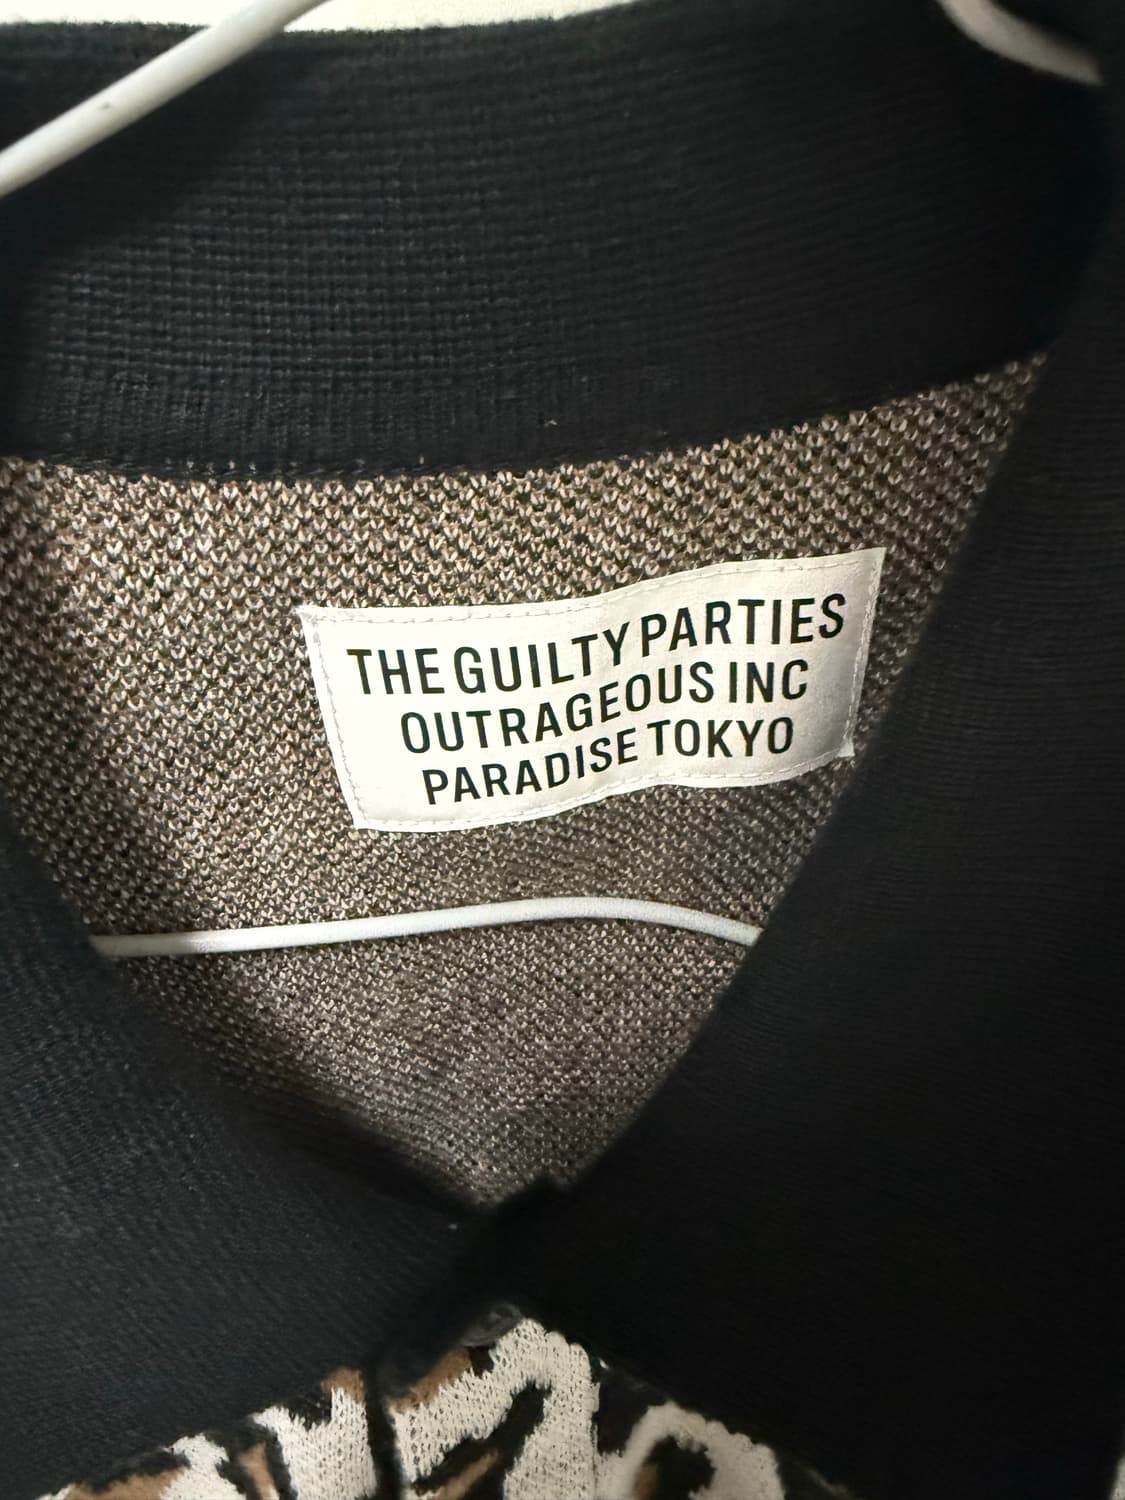 THE GUILTY PARTIES
OUTRAGEOUS INC
PARADISE TOKYO